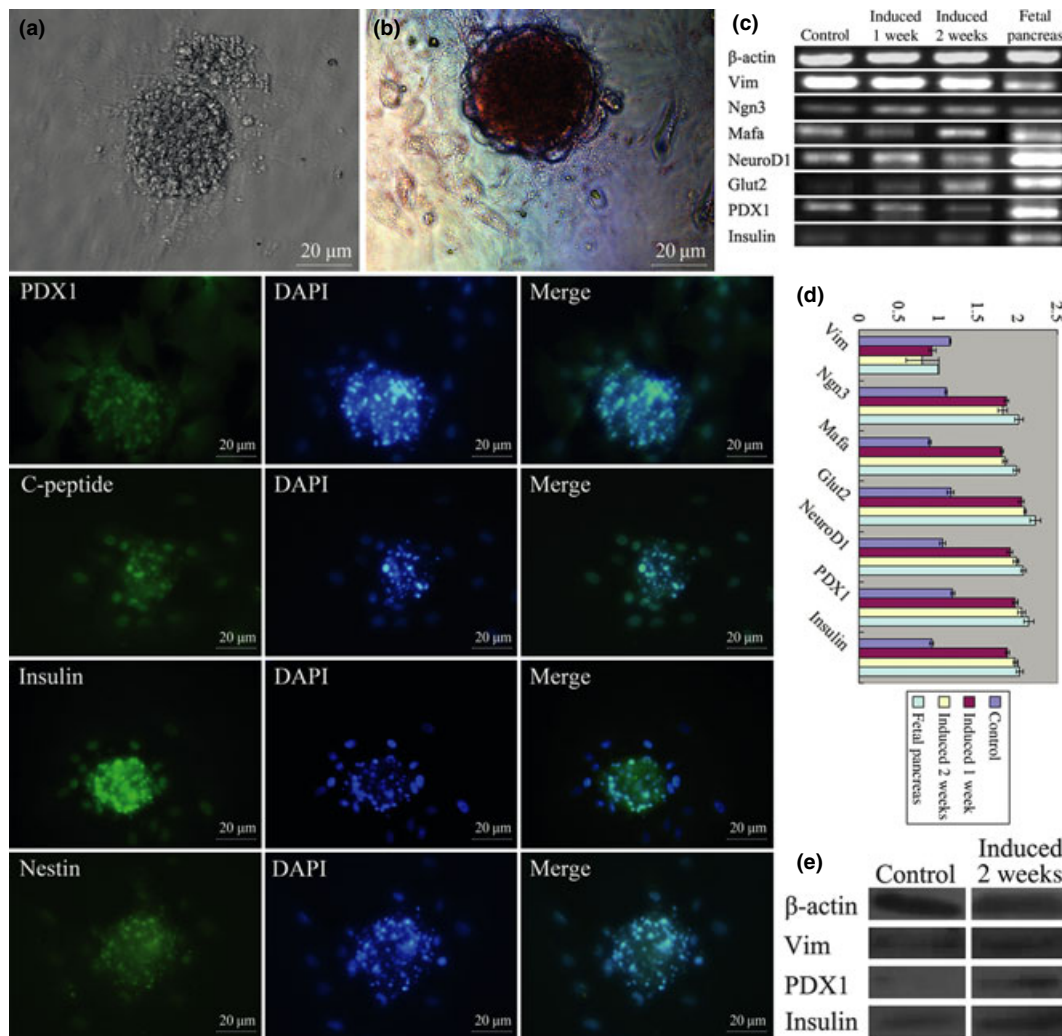 (a)
20 µm
(b)
20 µm
(c)
Control
Induced
1 week
Induced
2 weeks
Fetal
pancreas
β-actin
Vim
Ngn3
Mafa
NeuroD1
Glut2
PDX1
Insulin
PDX1
20 µm
DAPI
20 µm
Merge
20 µm
C-peptide
20 µm
DAPI
20 µm
Merge
20 µm
Insulin
20 µm
DAPI
20 µm
Merge
20 µm
Nestin
20 µm
DAPI
20 µm
Merge
20 µm
(d)
0
0.5
1
1.5
2
2.5
Vim
Ngn3
Mafa
Glut2
NeuroD1
PDX1
Insulin
Control
Induced 1 week
Induced 2 weeks
Fetal pancreas
(e)
Control
Induced
2 weeks
β-actin
Vim
PDX1
Insulin